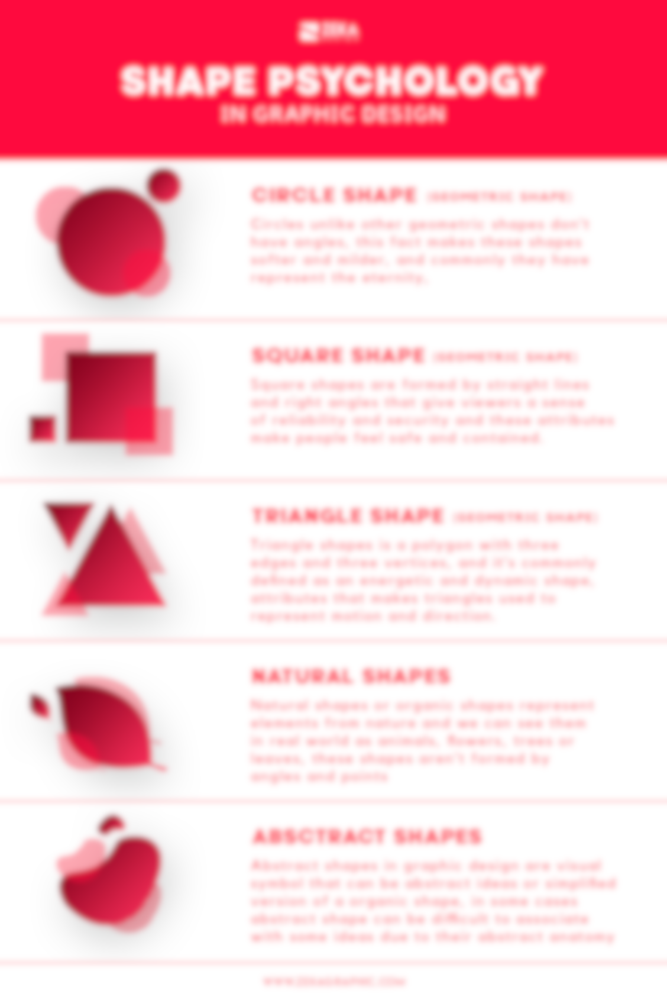 ZEKA
SHAPE PSYCHOLOGY
IN GRAPHIC DESIGN
CIRCLE SHAPE (GEOMETRIC SHAPE)
Circles unlike other geometric shapes don't
have angles, this fact makes these shapes
softer and milder, and commonly they have
represent the eternity,
SQUARE SHAPE (GEOMETRIC SHAPE)
Square shapes are formed by straight lines
and right angles that give viewers a sense
of reliability and security and these attributes
make people feel safe and contained.
TRIANGLE SHAPE (GEOMETRIC SHAPE)
Triangle shapes is a polygon with three
edges and three vertices, and it's commonly
defined as an energetic and dynamic shape,
attributes that makes triangles used to
represent motion and direction.
NATURAL SHAPES
Natural shapes or organic shapes represent
elements from nature and we can see them
in real world as animals, flowers, trees or
leaves, these shapes aren't formed by
angles and points
ABSCTRACT SHAPES
Abstract shapes in graphic design are visual
symbol that can be abstract ideas or simplified
version of a organic shape, in some cases
abstract shape can be difficult to associate
with some ideas due to their abstract anatomy
WWW.ZEKAGRAPHIC.COM